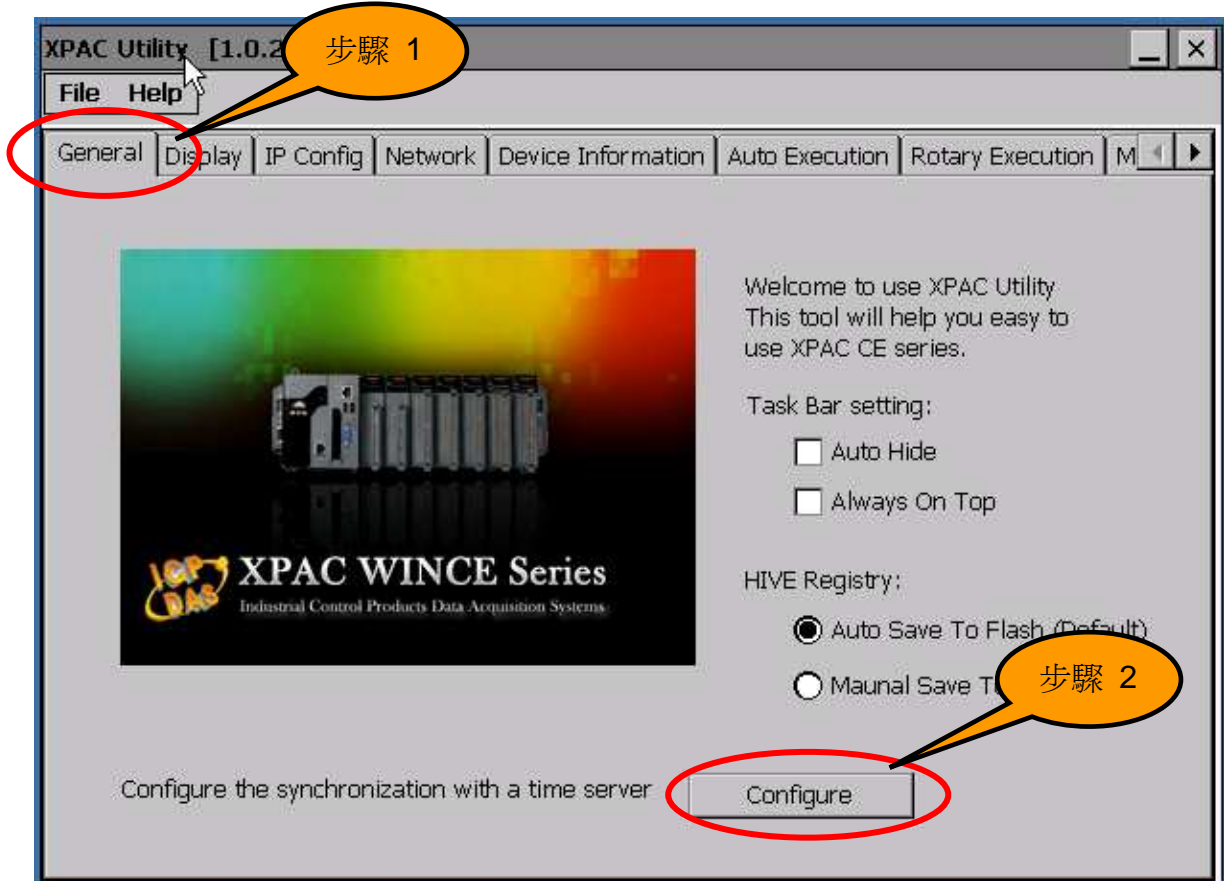 XPAC Utility [1.0.2
步驟 1
File Help
General Display IP Config Network Device Information Auto Execution Rotary Execution M
Welcome to use XPAC Utility
This tool will help you easy to
use XPAC CE series.
Task Bar setting:
Auto Hide
Always On Top
ICP DAS
XPAC WINCE Series
Industrial Control Products Data Acquisition Systems
HIVE Registry:
Auto Save To Flash (Default)
Maunal Save
步驟 2
Configure the synchronization with a time server
Configure